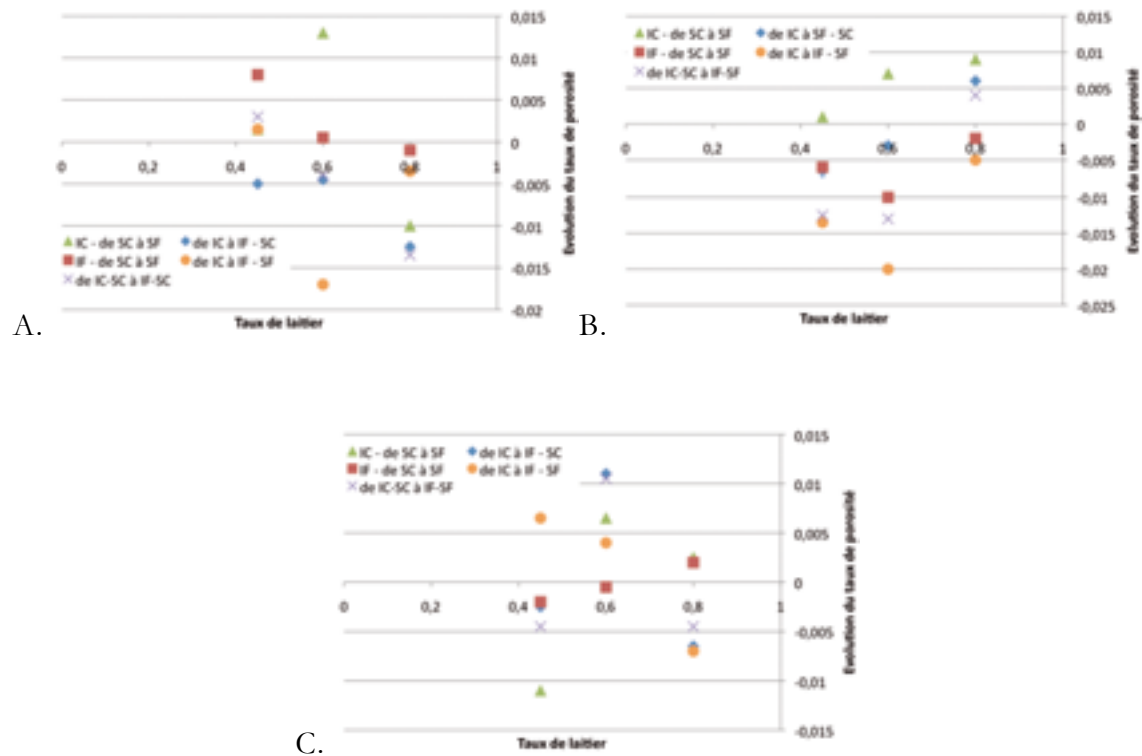 0,015
0,01
0,005
0
-0,005
-0,01
-0,015
-0,02
0 0,2 0,4 0,6 0,8 1
Evolution du taux de porosité
IC - de SC à SF de IC à IF - SC
IF - de SC à SF de IC à IF - SF
de IC-SC à IF-SC
Taux de laitier
A.
0,015
0,01
0,005
0
-0,005
-0,01
-0,015
-0,02
-0,025
0 0,2 0,4 0,6 0,8 1
Evolution du taux de porosité
IC - de SC à SF de IC à SF - SC
IF - de SC à SF de IC à IF - SF
de IC-SC à IF-SF
Taux de laitier
B.
0,015
0,01
0,005
0
-0,005
-0,01
-0,015
0 0,2 0,4 0,6 0,8 1
Evolution du taux de porosité
IC - de SC à SF de IC à IF - SC
IF - de SC à SF de IC à IF - SF
de IC-SC à IF-SF
Taux de laitier
C.